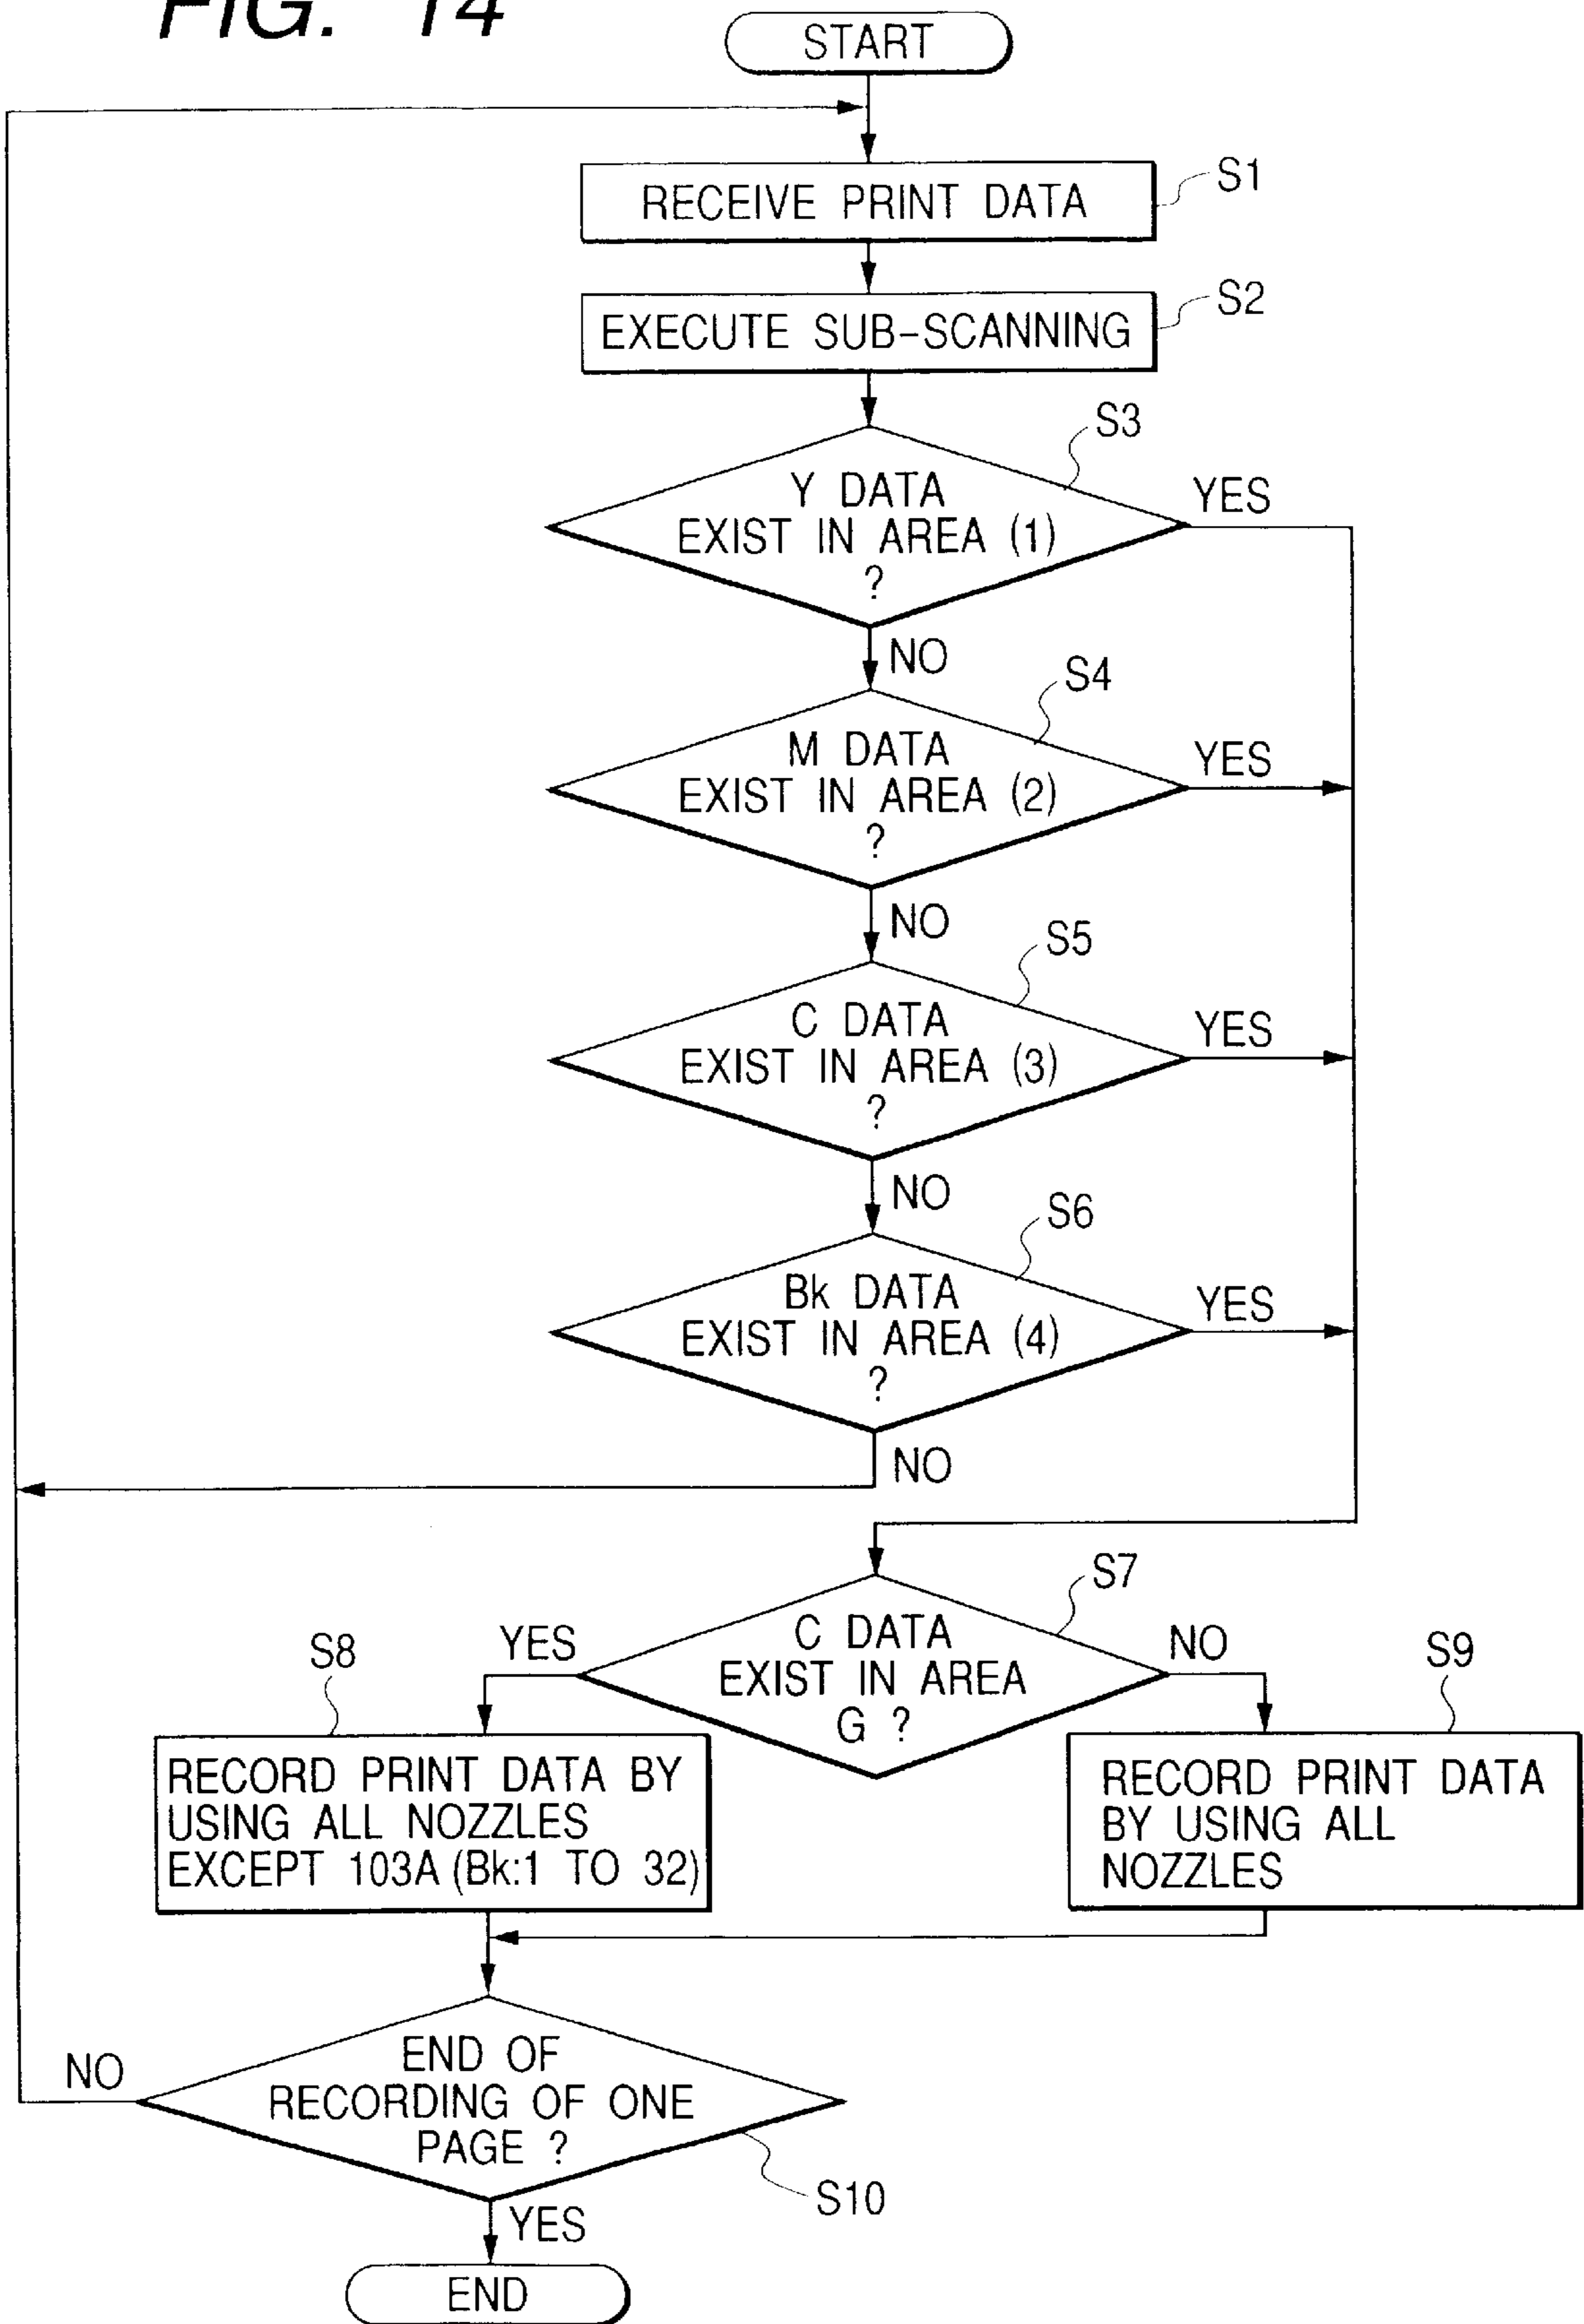 FIG. 14
START
RECEIVE PRINT DATA
S1
EXECUTE SUB-SCANNING
S2
S3
Y DATA
EXIST IN AREA (1)
?
YES
NO
S4
M DATA
EXIST IN AREA (2)
?
YES
NO
S5
C DATA
EXIST IN AREA (3)
?
YES
NO
S6
Bk DATA
EXIST IN AREA (4)
?
YES
NO
S7
C DATA
EXIST IN AREA
G ?
YES
NO
S8
RECORD PRINT DATA BY
USING ALL NOZZLES
EXCEPT 103A (Bk:1 TO 32)
S9
RECORD PRINT DATA
BY USING ALL
NOZZLES
END OF
RECORDING OF ONE
PAGE ?
NO
S10
YES
END